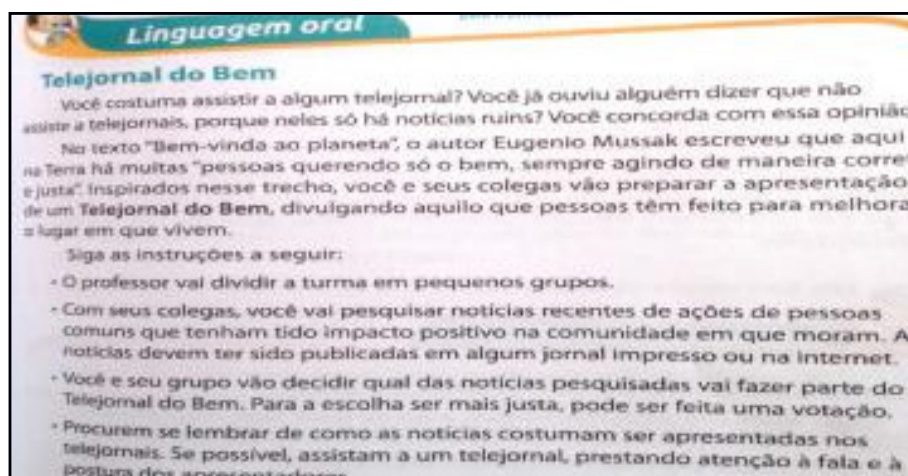 Linguagem oral
Telejornal do Bem
Você costuma assistir a algum telejornal? Você já ouviu alguém dizer que não
assiste a telejornais, porque neles só há notícias ruins? Você concorda com essa opinião
No texto "Bem-vinda ao planeta", o autor Eugenio Mussak escreveu que aqui
na Terra há muitas "pessoas querendo só o bem, sempre agindo de maneira corre
e justa". Inspirados nesse trecho, você e seus colegas vão preparar a apresentação
de um Telejornal do Bem, divulgando aquilo que pessoas têm feito para melhora
o lugar em que vivem.
Siga as instruções a seguir:
• O professor vai dividir a turma em pequenos grupos.
• Com seus colegas, você vai pesquisar notícias recentes de ações de pessoas
comuns que tenham tido impacto positivo na comunidade em que moram. A
notícias devem ter sido publicadas em algum jornal impresso ou na internet.
• Você e seu grupo vão decidir qual das notícias pesquisadas vai fazer parte do
Telejornal do Bem. Para a escolha ser mais justa, pode ser feita uma votação.
• Procurem se lembrar de como as notícias costumam ser apresentadas nos
telejornais. Se possível, assistam a um telejornal, prestando atenção à fala e à
postura dos apresentadores